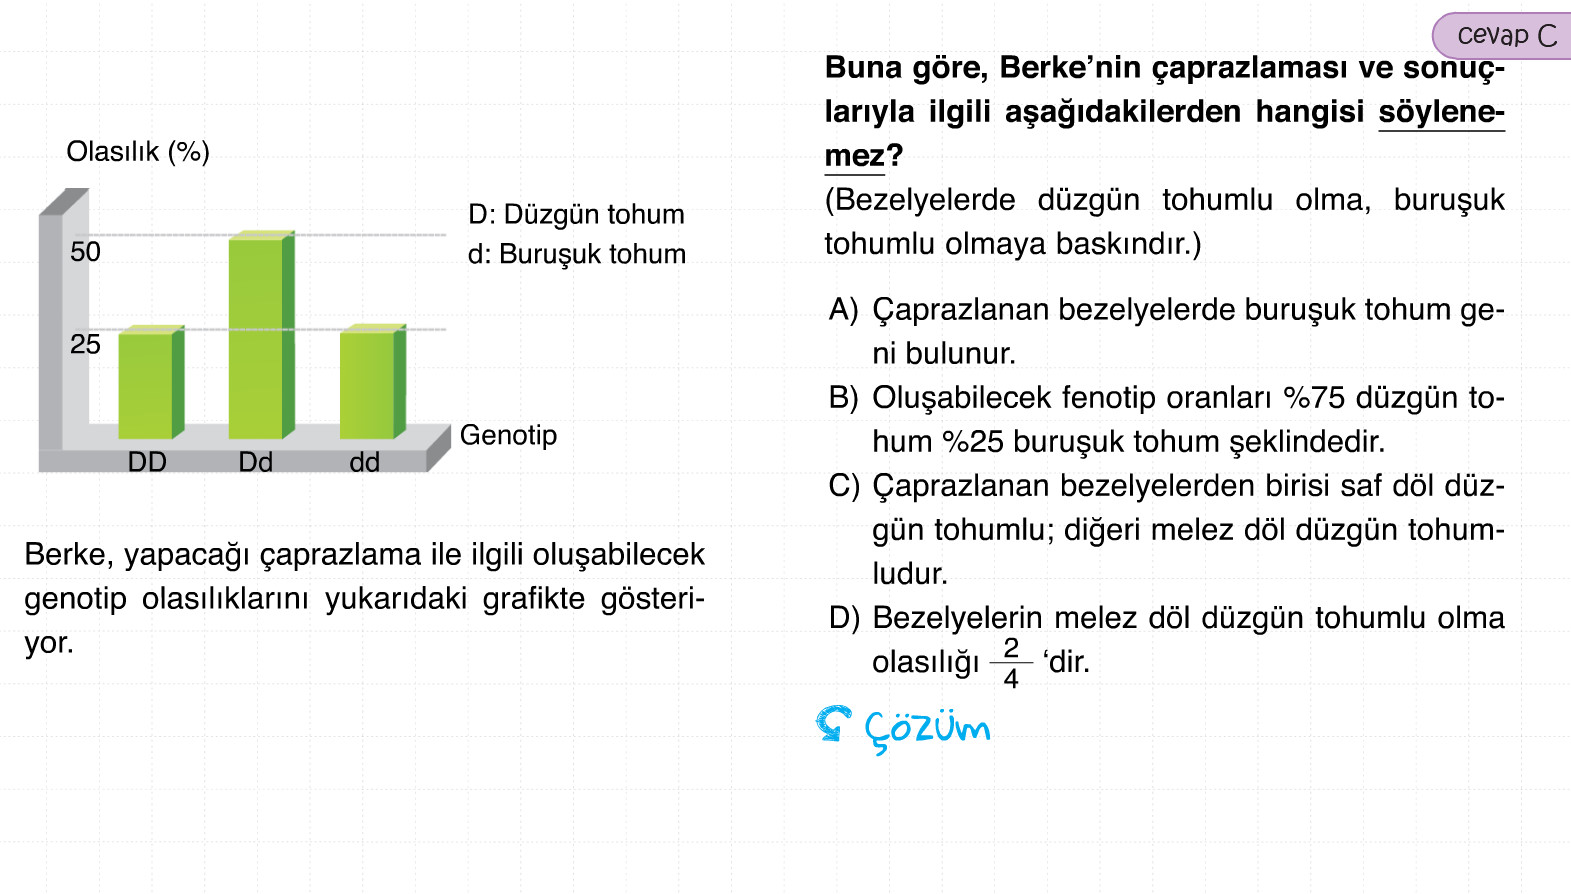 cevap C
Olasılık (%)
50
25
DD Dd dd
Genotip
D: Düzgün tohum
d: Buruşuk tohum
Berke, yapacağı çaprazlama ile ilgili oluşabilecek
genotip olasılıklarını yukarıdaki grafikte gösteri-
yor.
Buna göre, Berke’nin çaprazlaması ve sonuç-
larıyla ilgili aşağıdakilerden hangisi söylene-
mez?
(Bezelyelerde düzgün tohumlu olma, buruşuk
tohumlu olmaya baskındır.)
A) Çaprazlanan bezelyelerde buruşuk tohum ge-
ni bulunur.
B) Oluşabilecek fenotip oranları %75 düzgün to-
hum %25 buruşuk tohum şeklindedir.
C) Çaprazlanan bezelyelerden birisi saf döl düz-
gün tohumlu; diğeri melez döl düzgün tohum-
ludur.
D) Bezelyelerin melez döl düzgün tohumlu olma
olasılığı 2/4 ‘dir.
Çözüm